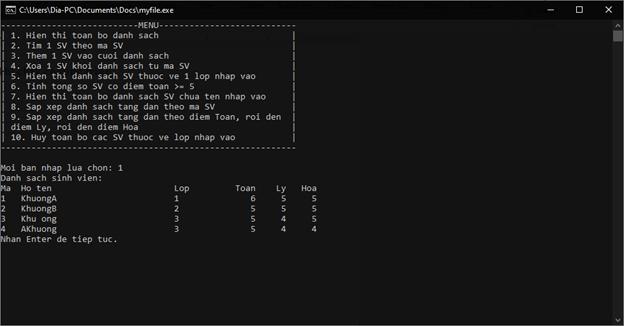 C:\Users\Dia-PC\Documents\Docs\myfile.exe
---------------------------MENU---------------------------
| 1. Hien thi toan bo danh sach |
| 2. Tim 1 SV theo ma SV |
| 3. Them 1 SV vao cuoi danh sach |
| 4. Xoa 1 SV khoi danh sach tu ma SV |
| 5. Hien thi danh sach SV thuoc ve 1 lop nhap vao |
| 6. Tinh tong so SV co diem toan >= 5 |
| 7. Hien thi toan bo danh sach SV chua ten nhap vao |
| 8. Sap xep danh sach tang dan theo ma SV |
| 9. Sap xep danh sach tang dan theo diem Toan, roi den |
| diem Ly, roi den diem Hoa |
| 10. Huy toan bo cac SV thuoc ve lop nhap vao |
----------------------------------------------------------
Moi ban nhap lua chon: 1
Danh sach sinh vien:
Ma Ho ten Lop Toan Ly Hoa
1 KhuongA 1 6 5 5
2 KhuongB 2 5 5 5
3 Khu ong 3 5 4 5
4 AKhuong 3 5 4 4
Nhan Enter de tiep tuc.